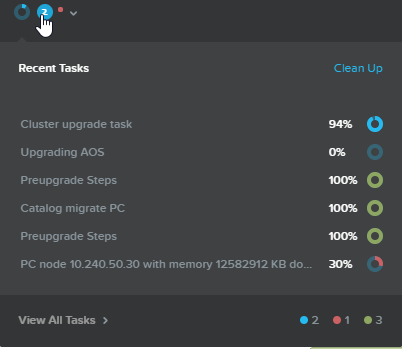 2
Recent Tasks Clean Up
Cluster upgrade task 94%
Upgrading AOS 0%
Preupgrade Steps 100%
Catalog migrate PC 100%
Preupgrade Steps 100%
PC node 10.240.50.30 with memory 12582912 KB do... 30%
View All Tasks 2 1 3